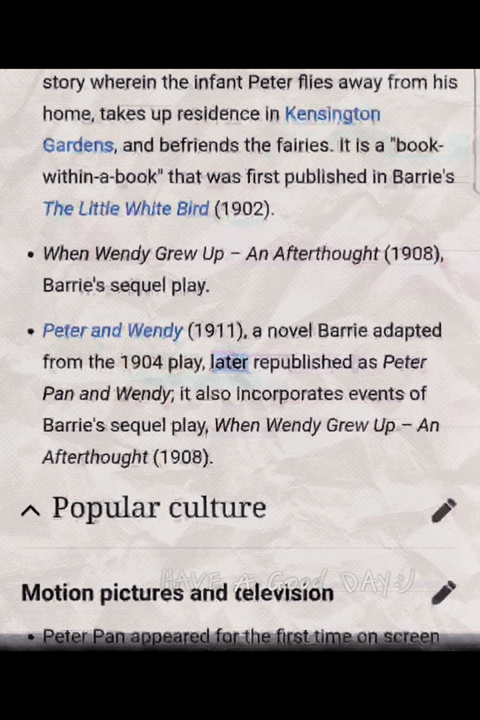 story wherein the infant Peter flies away from his
home, takes up residence in Kensington
Gardens, and befriends the fairies. It is a "book-
within-a-book" that was first published in Barrie's
The Little White Bird (1902).
• When Wendy Grew Up – An Afterthought (1908),
Barrie's sequel play.
• Peter and Wendy (1911), a novel Barrie adapted
from the 1904 play, later republished as Peter
Pan and Wendy; it also incorporates events of
Barrie's sequel play, When Wendy Grew Up – An
Afterthought (1908).
Popular culture
HAVE A Good DAY:)
Motion pictures and television
• Peter Pan appeared for the first time on screen